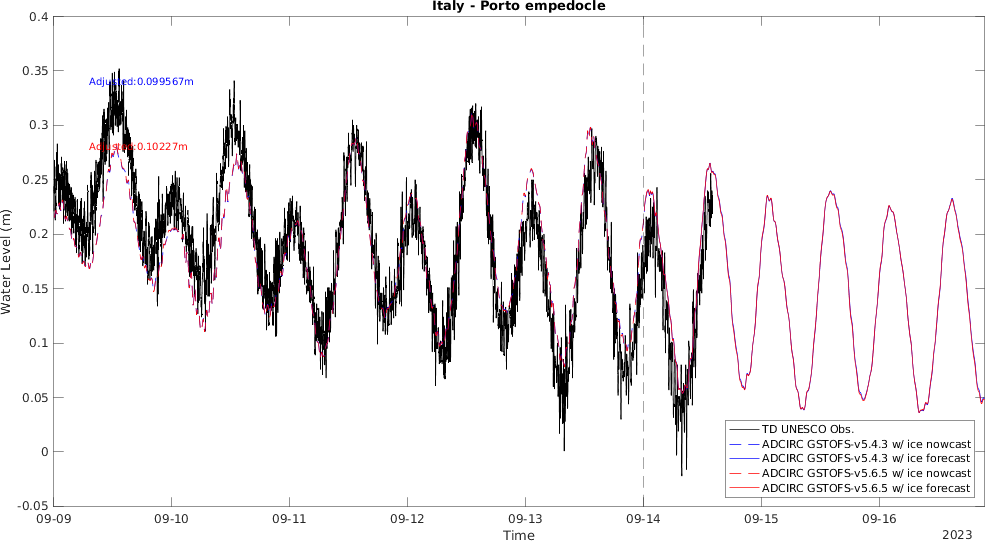 Italy - Porto empedocle
0.4
0.35
0.3
0.25
0.2
0.15
0.1
0.05
0
-0.05
Water Level (m)
Adjusted:0.099567m
Adjusted:0.10227m
TD UNESCO Obs.
ADCIRC GSTOFS-v5.4.3 w/ ice nowcast
ADCIRC GSTOFS-v5.4.3 w/ ice forecast
ADCIRC GSTOFS-v5.6.5 w/ ice nowcast
ADCIRC GSTOFS-v5.6.5 w/ ice forecast
09-09 09-10 09-11 09-12 09-13 09-14 09-15 09-16
Time
2023